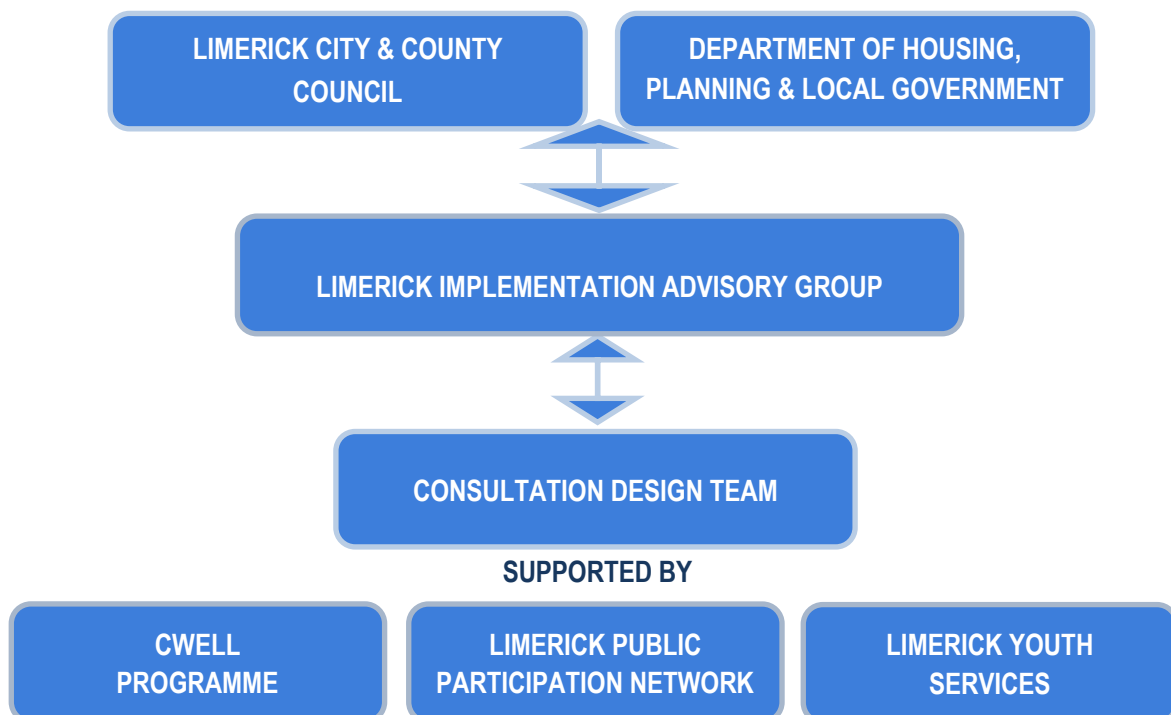 LIMERICK CITY & COUNTY
COUNCIL
DEPARTMENT OF HOUSING,
PLANNING & LOCAL GOVERNMENT
LIMERICK IMPLEMENTATION ADVISORY GROUP
CONSULTATION DESIGN TEAM
SUPPORTED BY
CWELL
PROGRAMME
LIMERICK PUBLIC
PARTICIPATION NETWORK
LIMERICK YOUTH
SERVICES